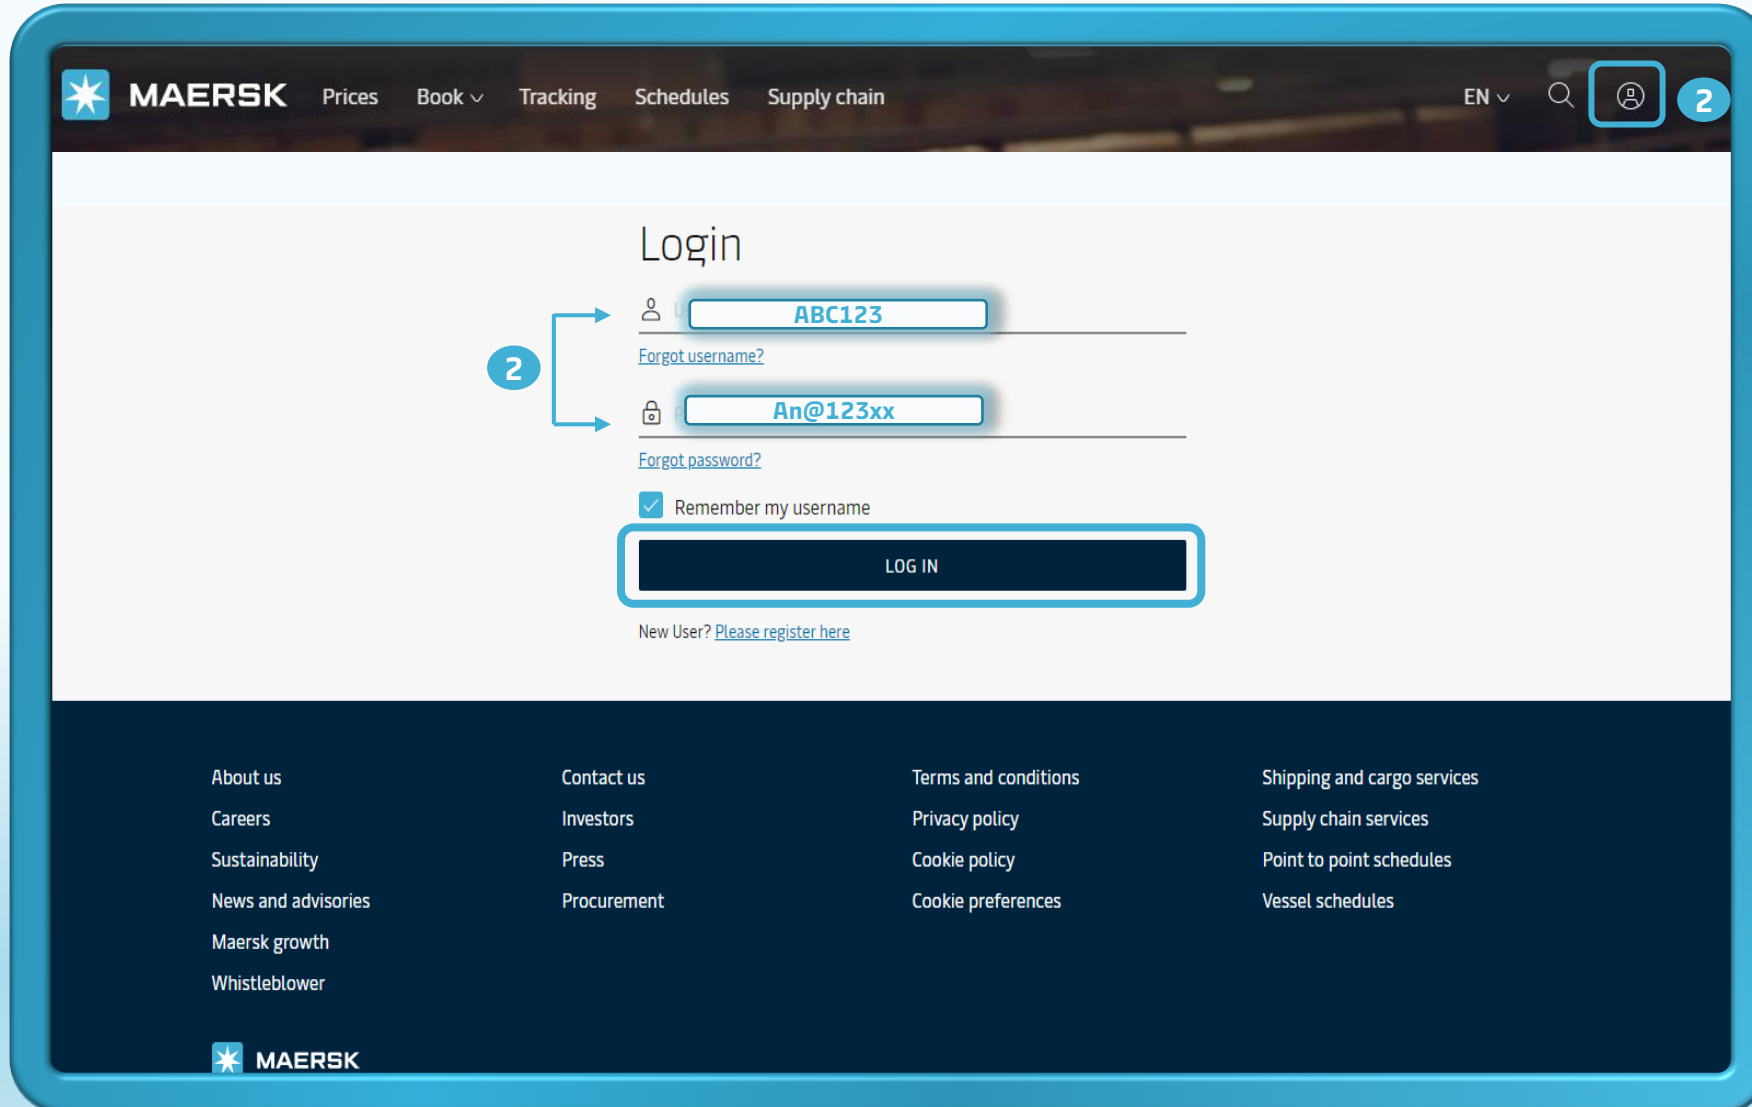 MAERSK Prices Book Tracking Schedules Supply chain EN 2
Login
ABC123
Forgot username?
2
An@123xx
Forgot password?
Remember my username
LOG IN
New User? Please register here
About us
Careers
Sustainability
News and advisories
Maersk growth
Whistleblower
Contact us
Investors
Press
Procurement
Terms and conditions
Privacy policy
Cookie policy
Cookie preferences
Shipping and cargo services
Supply chain services
Point to point schedules
Vessel schedules
MAERSK